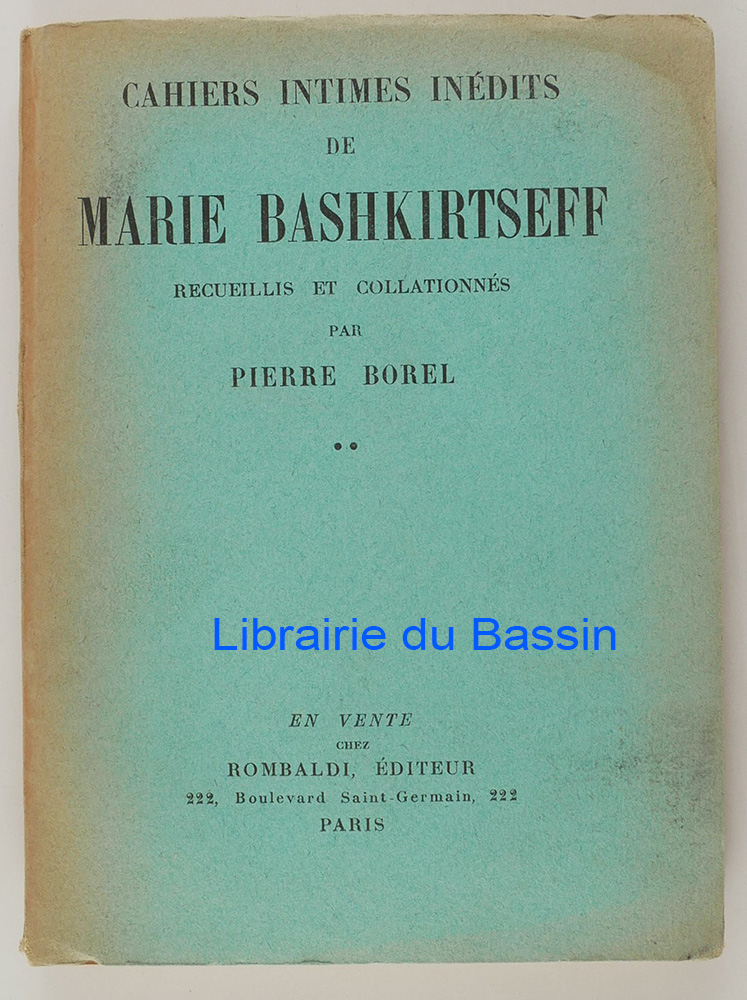 CAHIERS INTIMES INÉDITS
DE
MARIE BASHKIRTSEFF
RECUEILLIS ET COLLATIONNÉS
PAR
PIERRE BOREL
••
Librairie du Bassin
EN VENTE
CHEZ
ROMBALDI, ÉDITEUR
222, Boulevard Saint-Germain, 222
PARIS